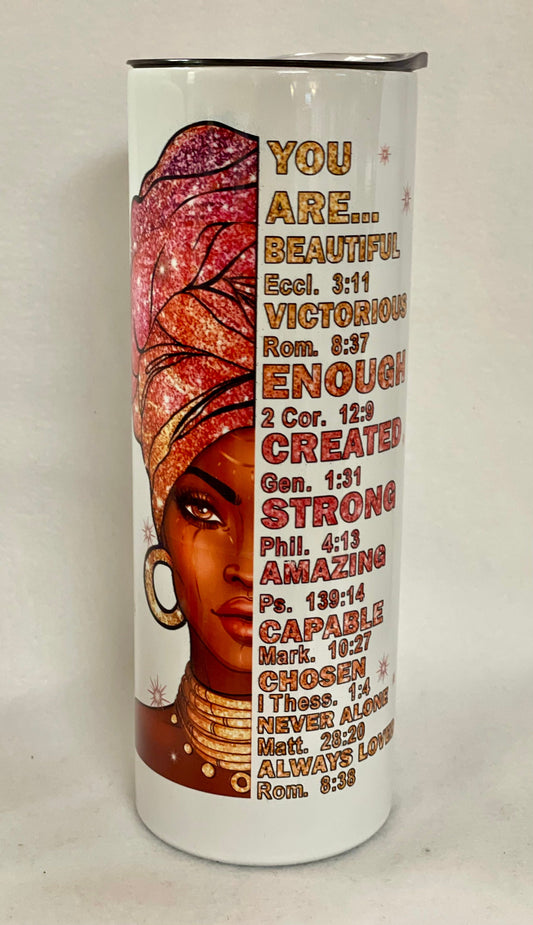 YOU
ARE...
BEAUTIFUL
Eccl. 3:11
VICTORIOUS
Rom. 8:37
ENOUGH
2 Cor. 12:9
CREATED
Gen. 1:31
STRONG
Phil. 4:13
AMAZING
Ps. 139:14
CAPABLE
Mark. 10:27
CHOSEN
I Thess. 1:4
NEVER ALONE
Matt. 28:20
ALWAYS LOVED
Rom. 8:38